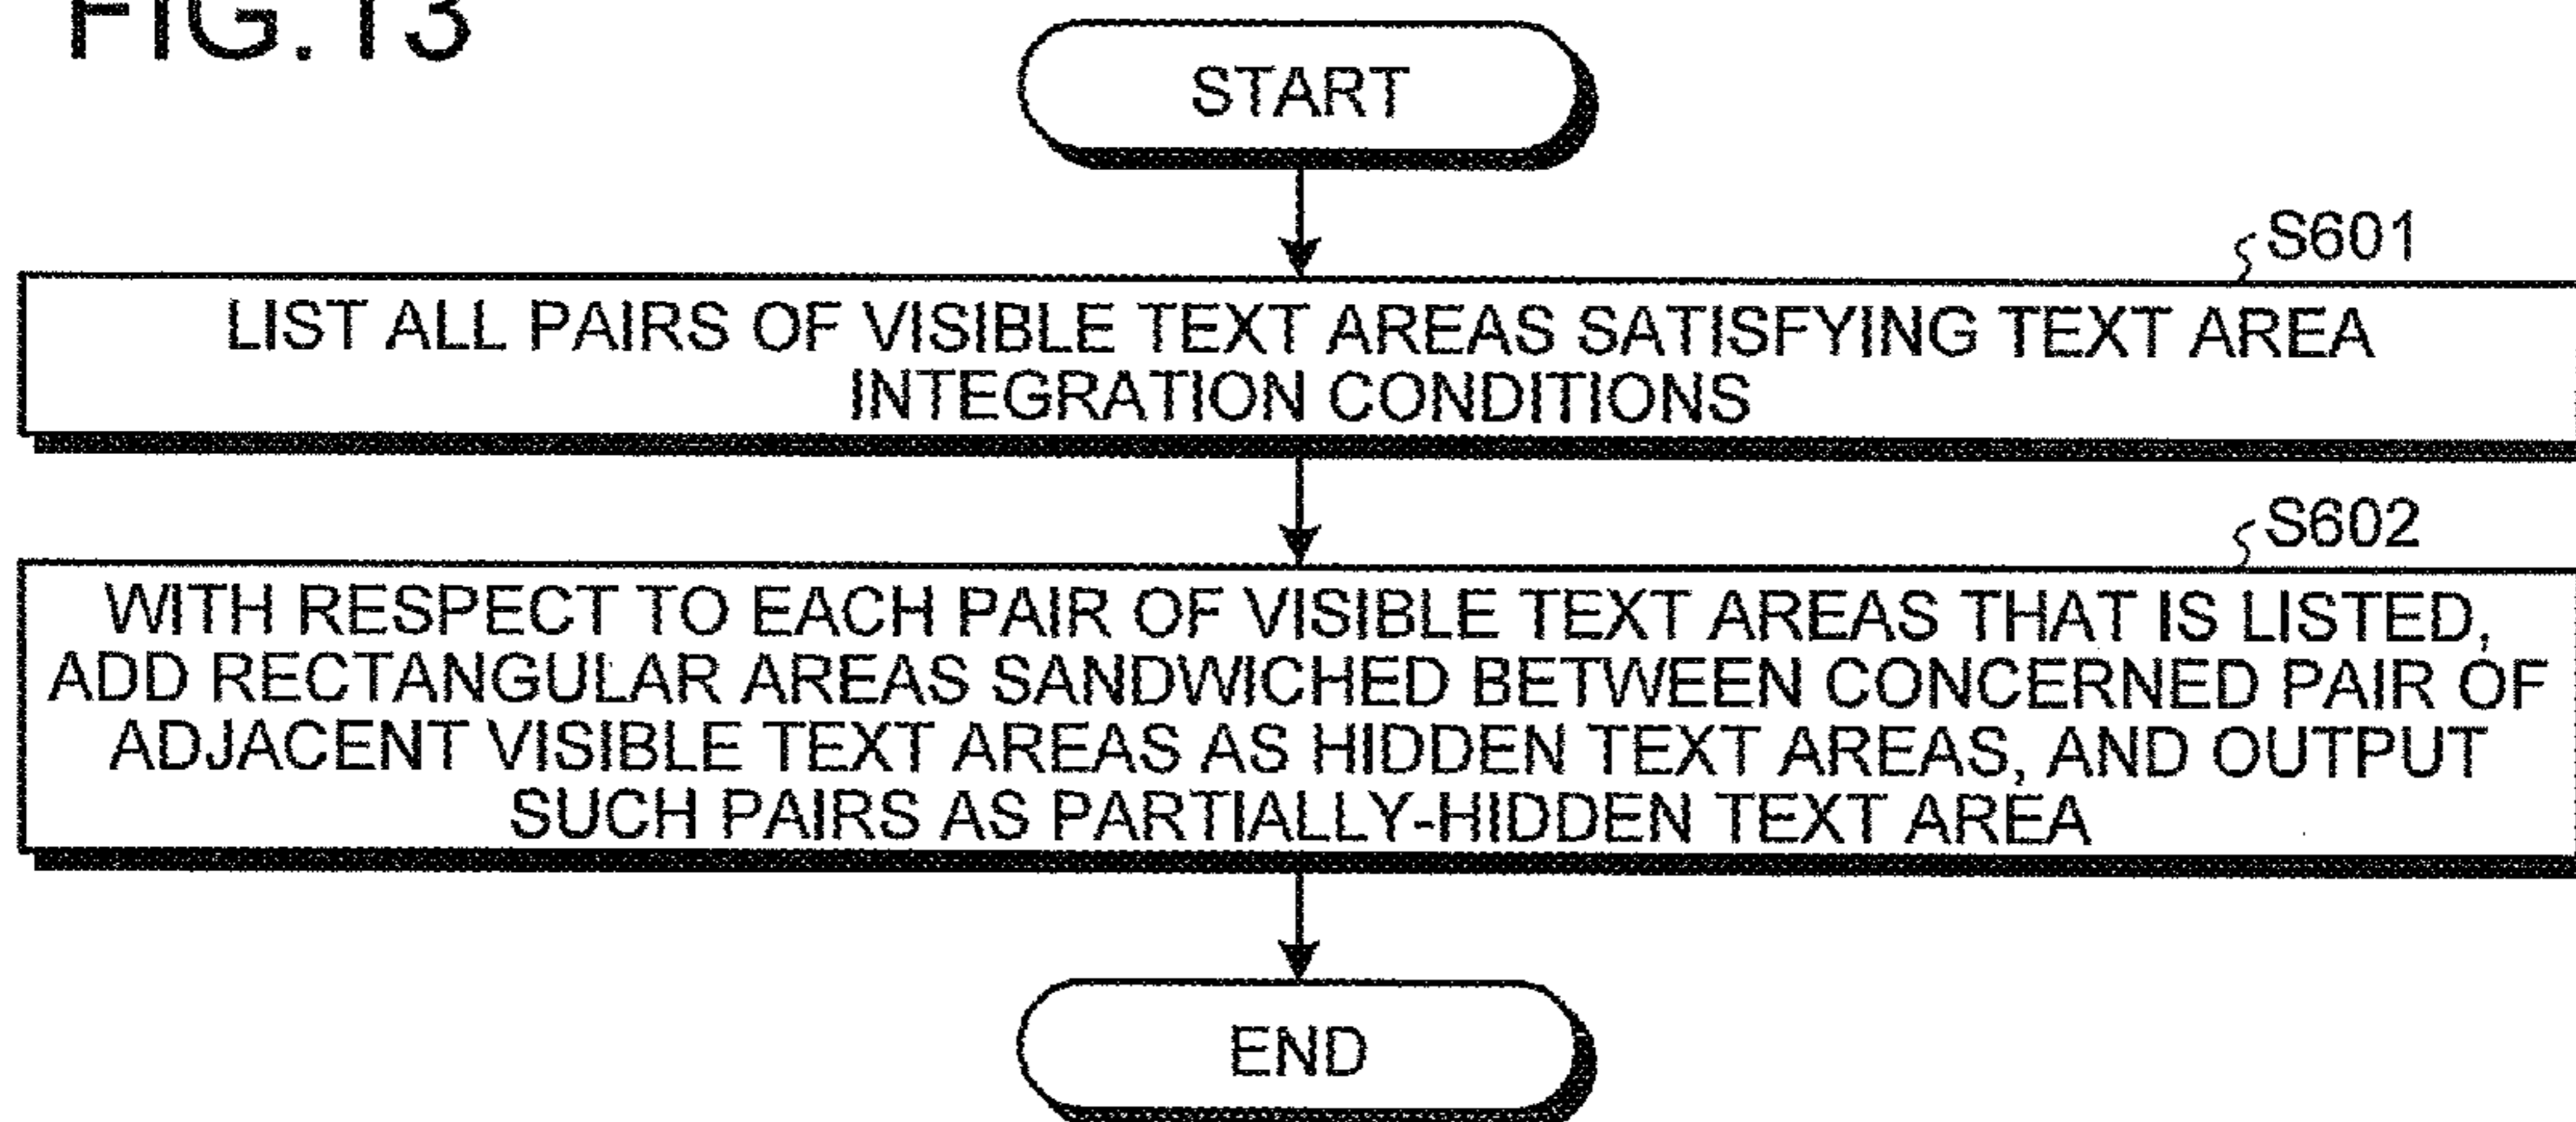 FIG.13
START
S601
LIST ALL PAIRS OF VISIBLE TEXT AREAS SATISFYING TEXT AREA
INTEGRATION CONDITIONS
S602
WITH RESPECT TO EACH PAIR OF VISIBLE TEXT AREAS THAT IS LISTED,
ADD RECTANGULAR AREAS SANDWICHED BETWEEN CONCERNED PAIR OF
ADJACENT VISIBLE TEXT AREAS AS HIDDEN TEXT AREAS, AND OUTPUT
SUCH PAIRS AS PARTIALLY-HIDDEN TEXT AREA
END